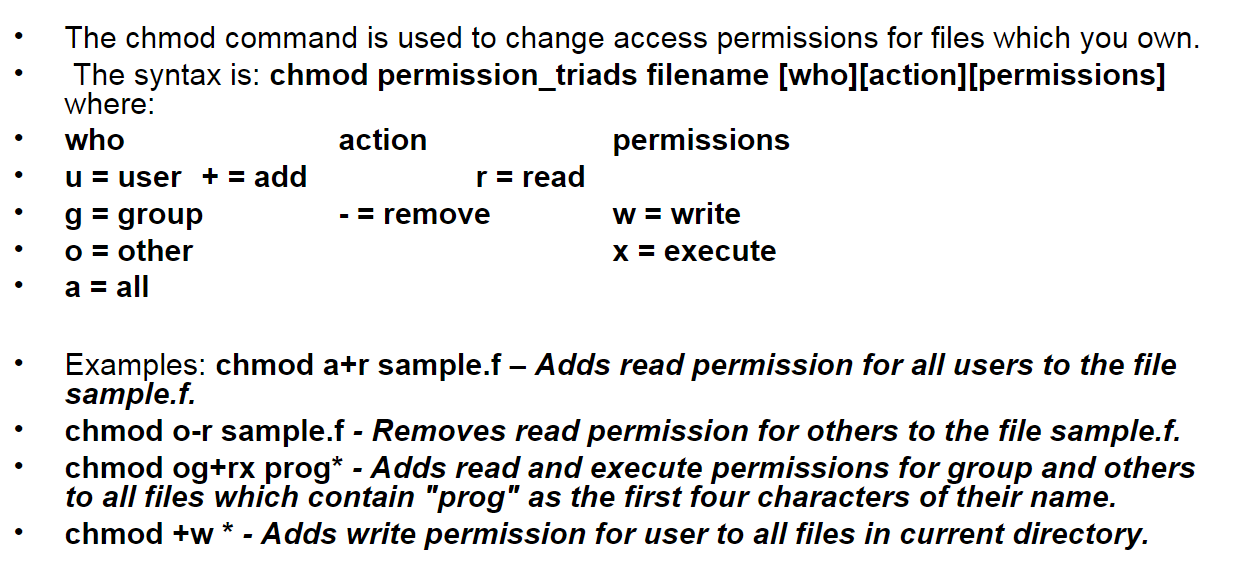 • The chmod command is used to change access permissions for files which you own.
• The syntax is: chmod permission_triads filename [who][action][permissions]
where:
• who action permissions
• u = user + = add r = read
• g = group - = remove w = write
• o = other x = execute
• a = all
• Examples: chmod a+r sample.f – Adds read permission for all users to the file
sample.f.
• chmod o-r sample.f - Removes read permission for others to the file sample.f.
• chmod og+rx prog* - Adds read and execute permissions for group and others
to all files which contain "prog" as the first four characters of their name.
• chmod +w * - Adds write permission for user to all files in current directory.